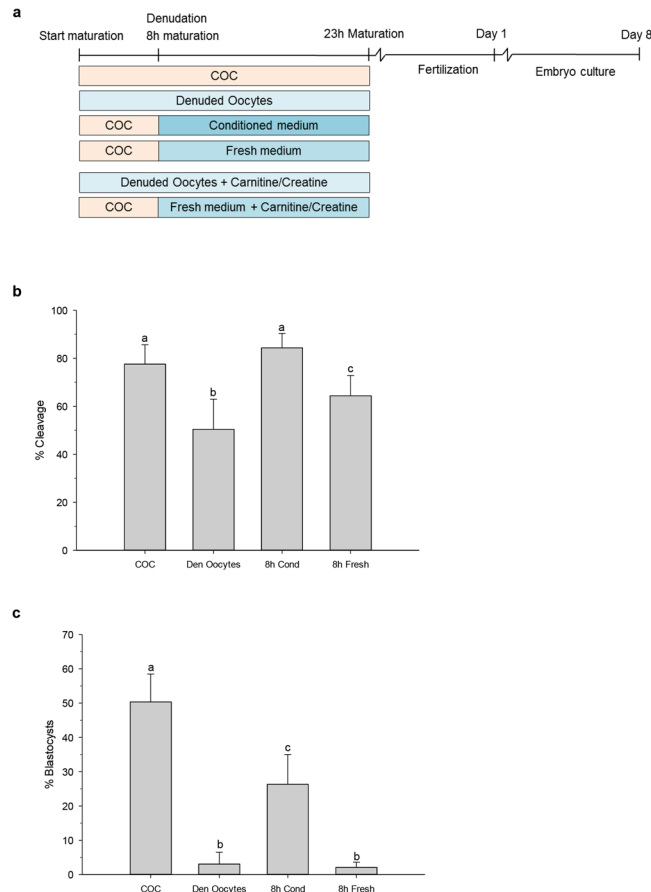 a
Denudation
Start maturation 8h maturation 23h Maturation Day 1 Day 8
Fertilization Embryo culture
COC
Denuded Oocytes
COC Conditioned medium
COC Fresh medium
Denuded Oocytes + Carnitine/Creatine
COC Fresh medium + Carnitine/Creatine
b
100
80
60
40
20
0
% Cleavage
a
b
a
c
COC Den Oocytes 8h Cond 8h Fresh
c
70
60
50
40
30
20
10
0
% Blastocysts
a
b
c
b
COC Den Oocytes 8h Cond 8h Fresh